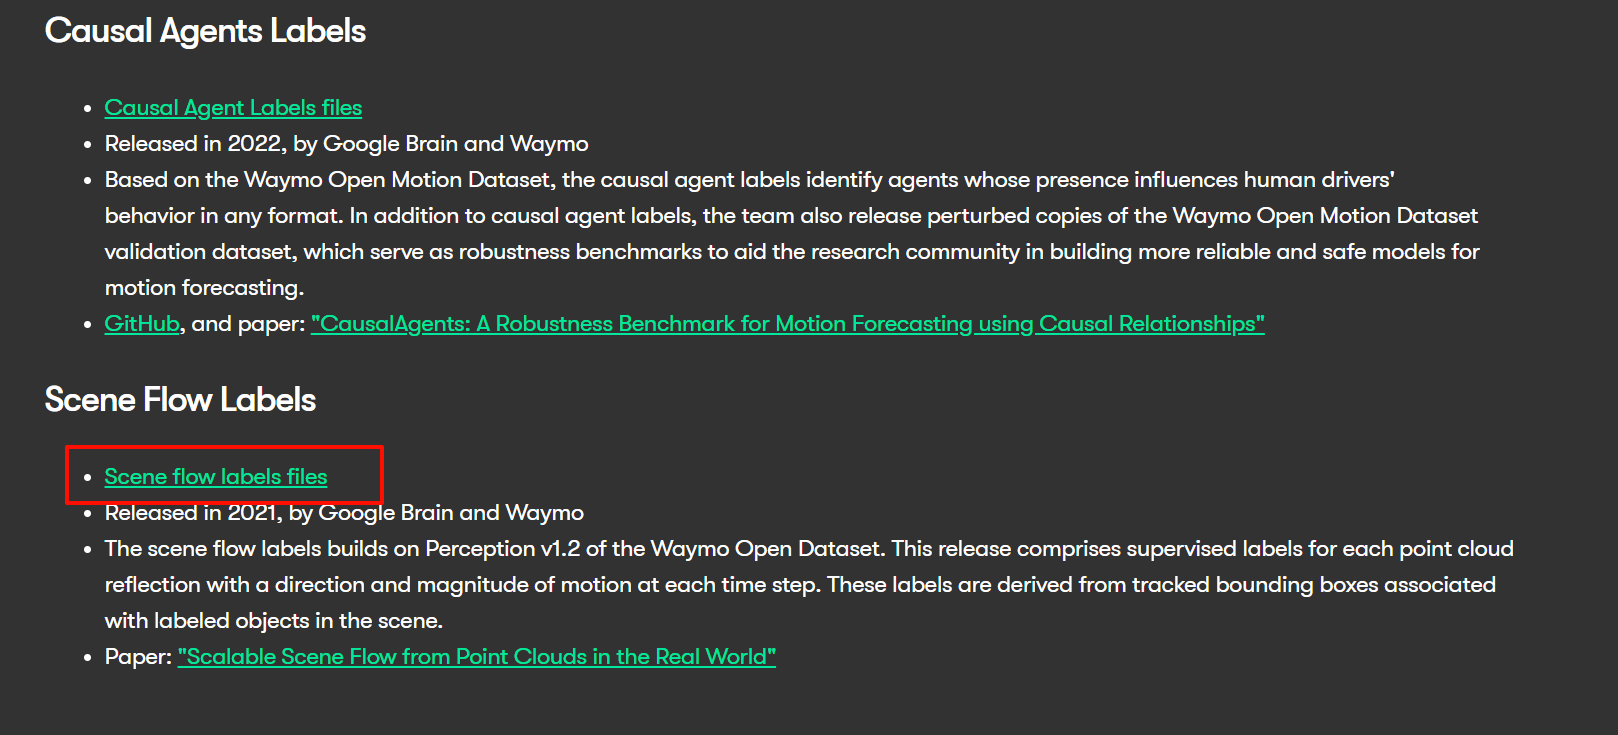 Causal Agents Labels
Causal Agent Labels files
Released in 2022, by Google Brain and Waymo
Based on the Waymo Open Motion Dataset, the causal agent labels identify agents whose presence influences human drivers'
behavior in any format. In addition to causal agent labels, the team also release perturbed copies of the Waymo Open Motion Dataset
validation dataset, which serve as robustness benchmarks to aid the research community in building more reliable and safe models for
motion forecasting.
GitHub, and paper: "CausalAgents: A Robustness Benchmark for Motion Forecasting using Causal Relationships"
Scene Flow Labels
Scene flow labels files
Released in 2021, by Google Brain and Waymo
The scene flow labels builds on Perception v1.2 of the Waymo Open Dataset. This release comprises supervised labels for each point cloud
reflection with a direction and magnitude of motion at each time step. These labels are derived from tracked bounding boxes associated
with labeled objects in the scene.
Paper: "Scalable Scene Flow from Point Clouds in the Real World"